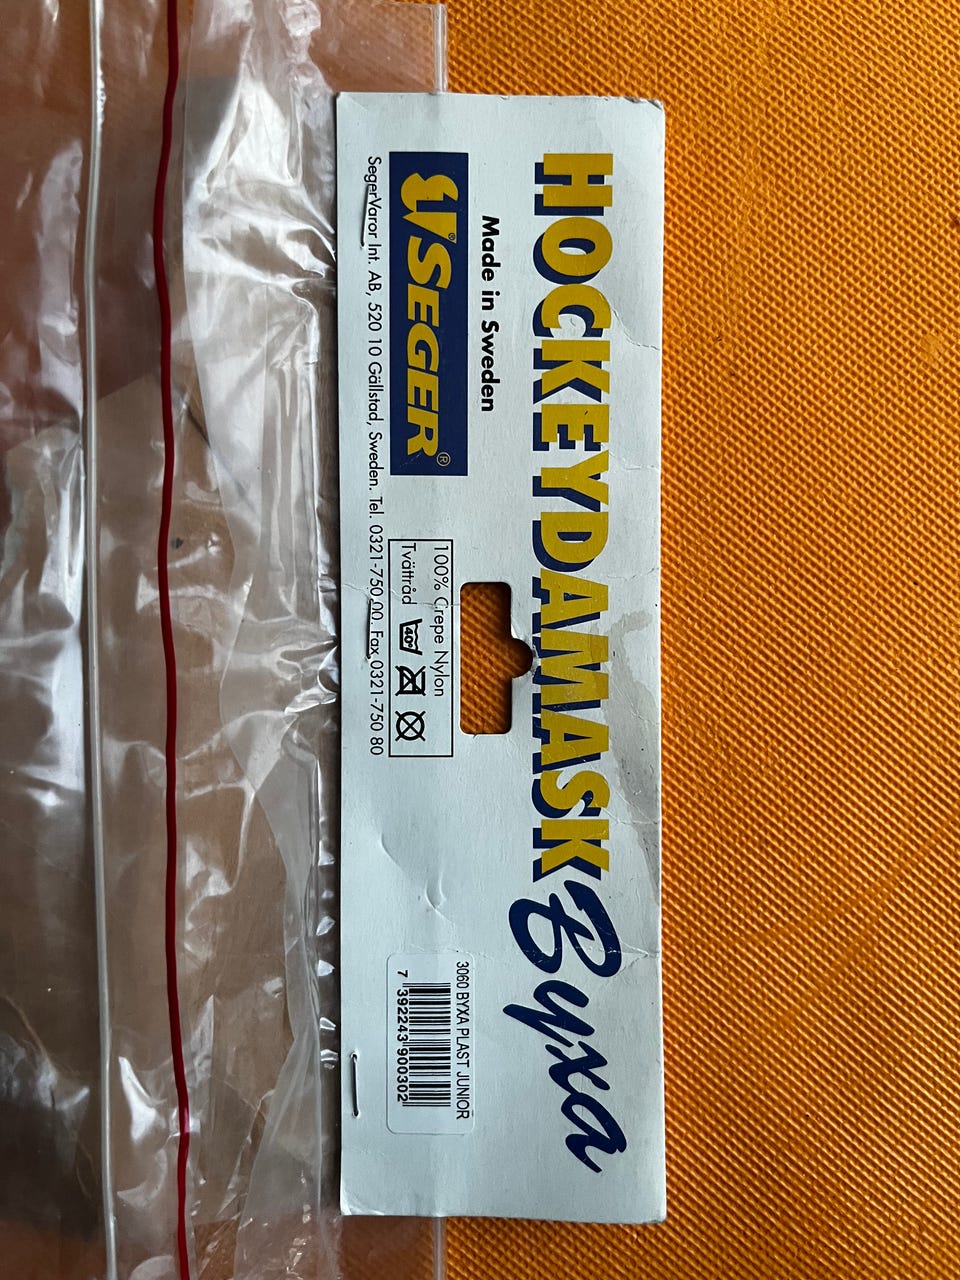 HOCKEYDAMASK Byxa
Made in Sweden
SEGER®
SegerVaror Int. AB, 520 10 Gällstad, Sweden. Tel. 0321-750 00. Fax 0321-750 80
100% Crepe Nylon
Tvättråd 40°
3060 BYXA PLAST JUNIOR
7 392243 900302